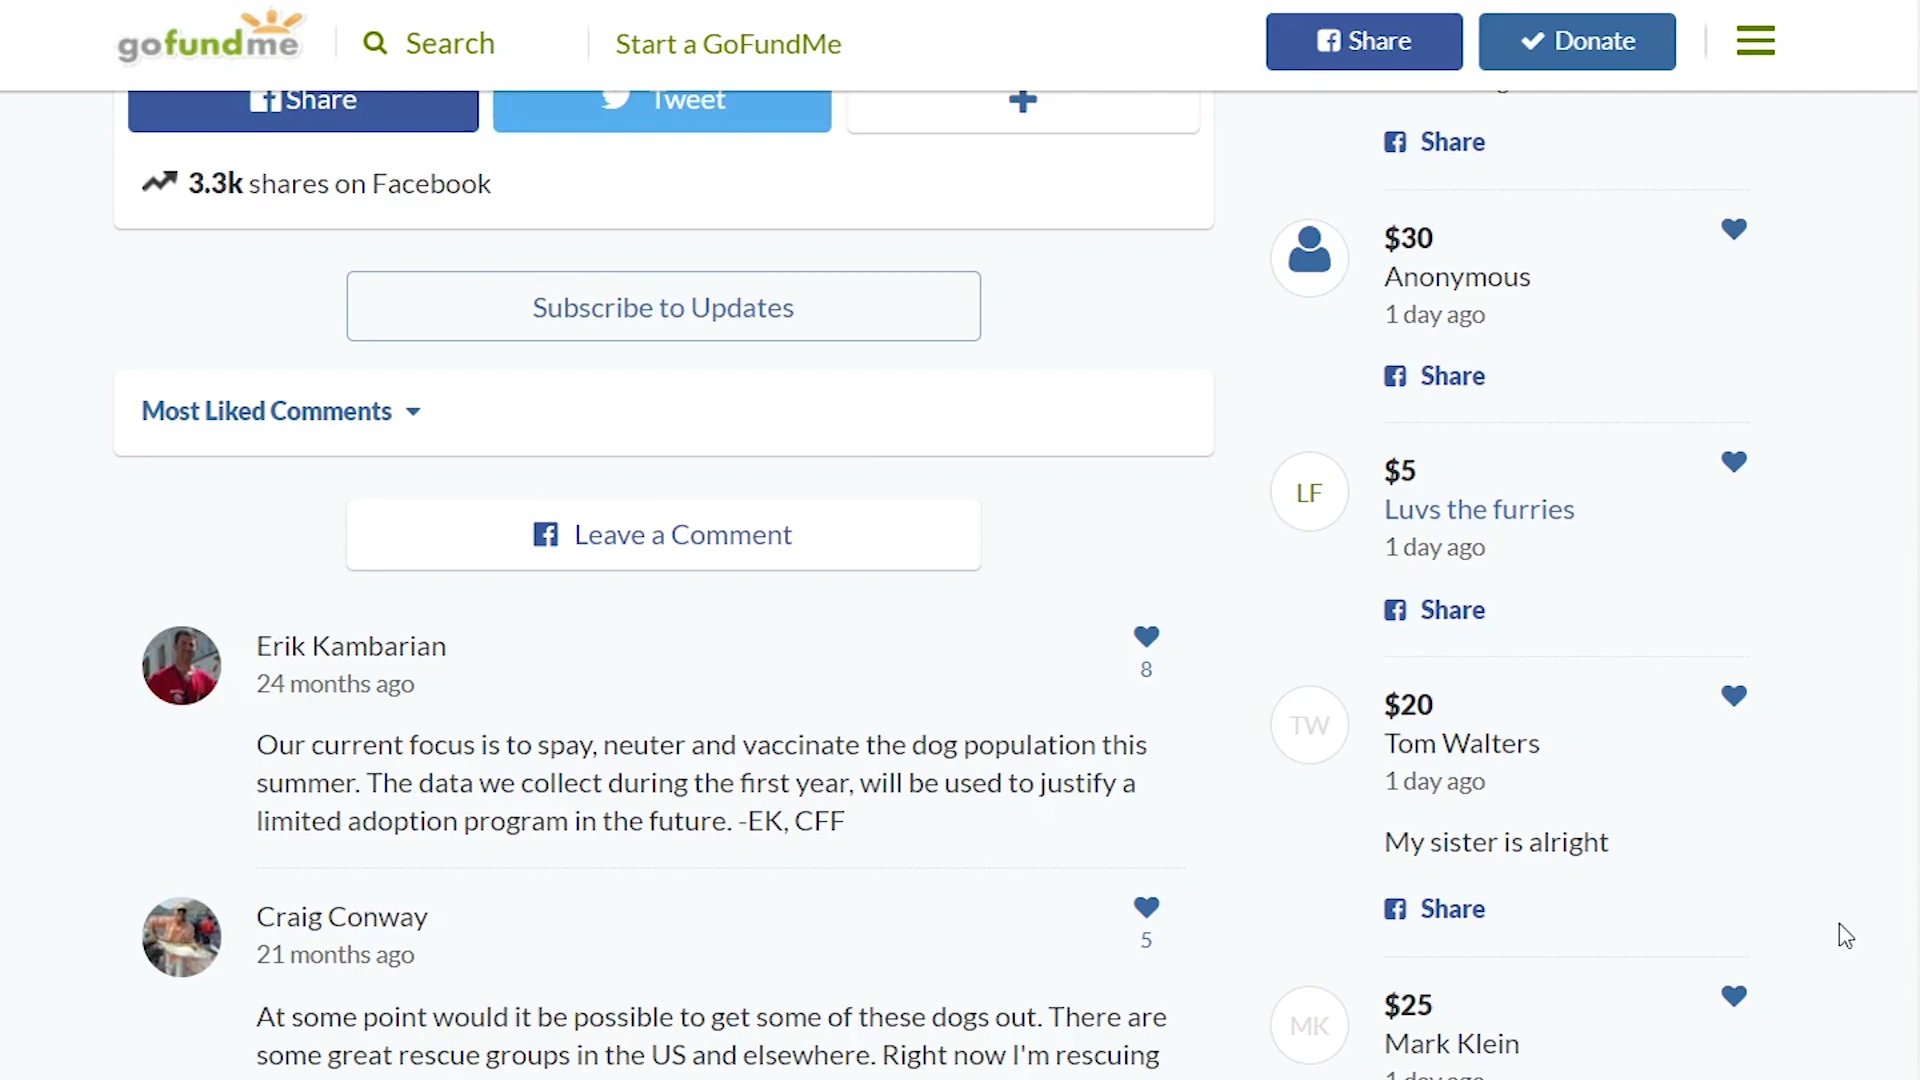 gofundme
Search
Start a GoFundMe
Share
Donate
Share
Tweet
3.3k shares on Facebook
Subscribe to Updates
Most Liked Comments
Leave a Comment
Erik Kambarian
24 months ago
8
Our current focus is to spay, neuter and vaccinate the dog population this
summer. The data we collect during the first year, will be used to justify a
limited adoption program in the future. -EK, CFF
Craig Conway
21 months ago
5
At some point would it be possible to get some of these dogs out. There are
some great rescue groups in the US and elsewhere. Right now I'm rescuing
Share
$30
Anonymous
1 day ago
Share
LF
$5
Luvs the furries
1 day ago
Share
TW
$20
Tom Walters
1 day ago
My sister is alright
Share
MK
$25
Mark Klein
1 day ago